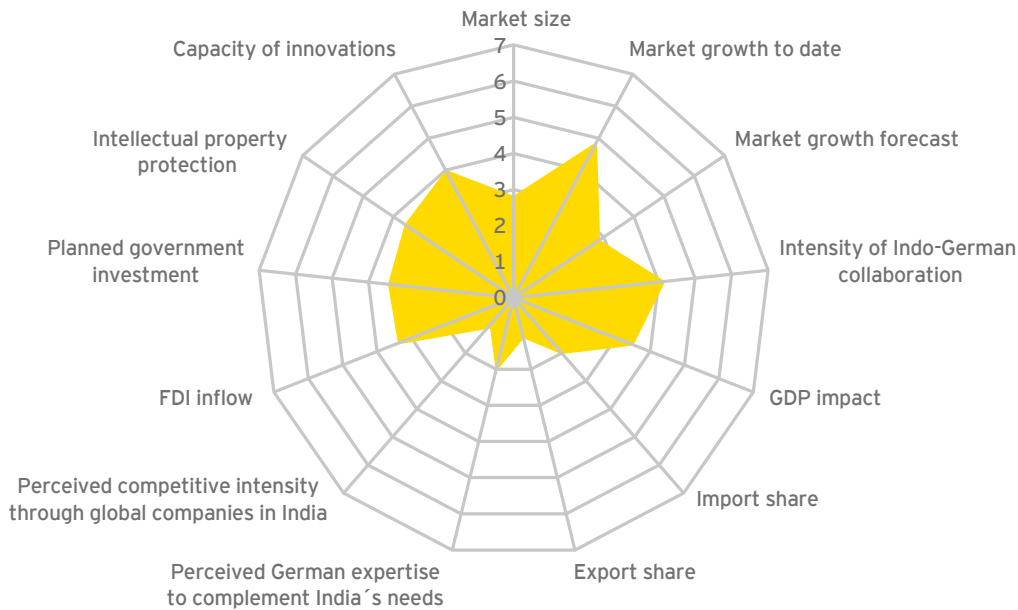 Market size
Capacity of innovations
Market growth to date
7
6
5
4
3
2
1
0
Intellectual property
protection
Market growth forecast
Planned government
investment
Intensity of Indo-German
collaboration
FDI inflow
GDP impact
Perceived competitive intensity
through global companies in India
Import share
Perceived German expertise
to complement India´s needs
Export share